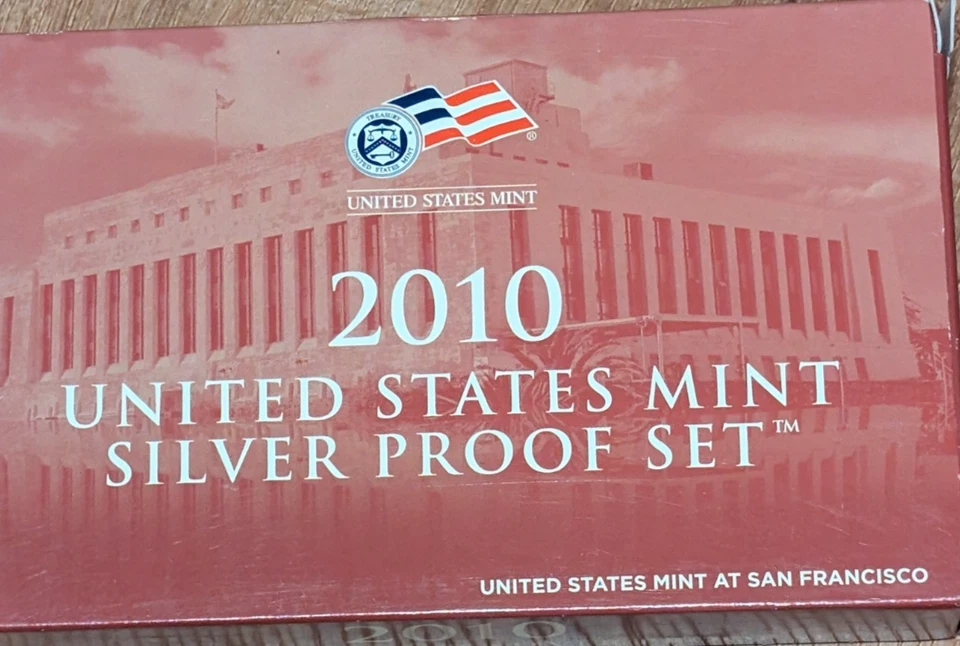 TREASURY
UNITED STATES MINT
®
UNITED STATES MINT
2010
UNITED STATES MINT
SILVER PROOF SET™
UNITED STATES MINT AT SAN FRANCISCO
2010